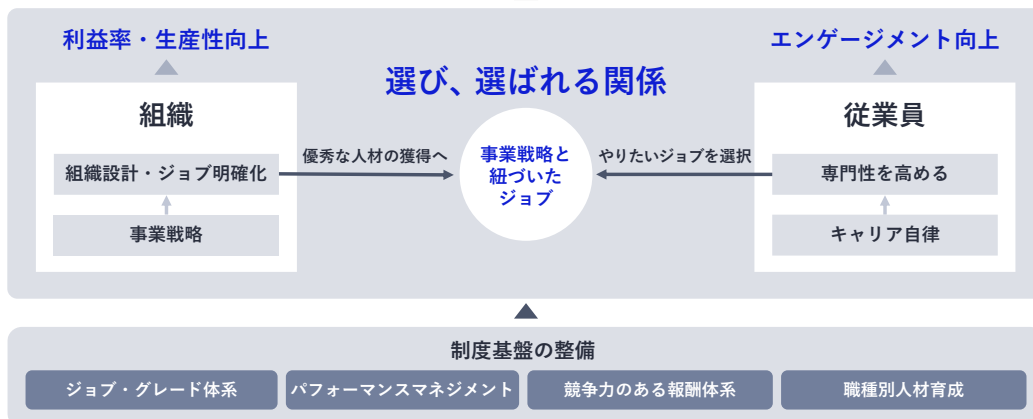 利益率・生産性向上
エンゲージメント向上
選び、選ばれる関係
組織
従業員
優秀な人材の獲得へ
事業戦略と
紐づいた
ジョブ
やりたいジョブを選択
組織設計・ジョブ明確化
専門性を高める
事業戦略
キャリア自律
制度基盤の整備
ジョブ・グレード体系
パフォーマンスマネジメント
競争力のある報酬体系
職種別人材育成